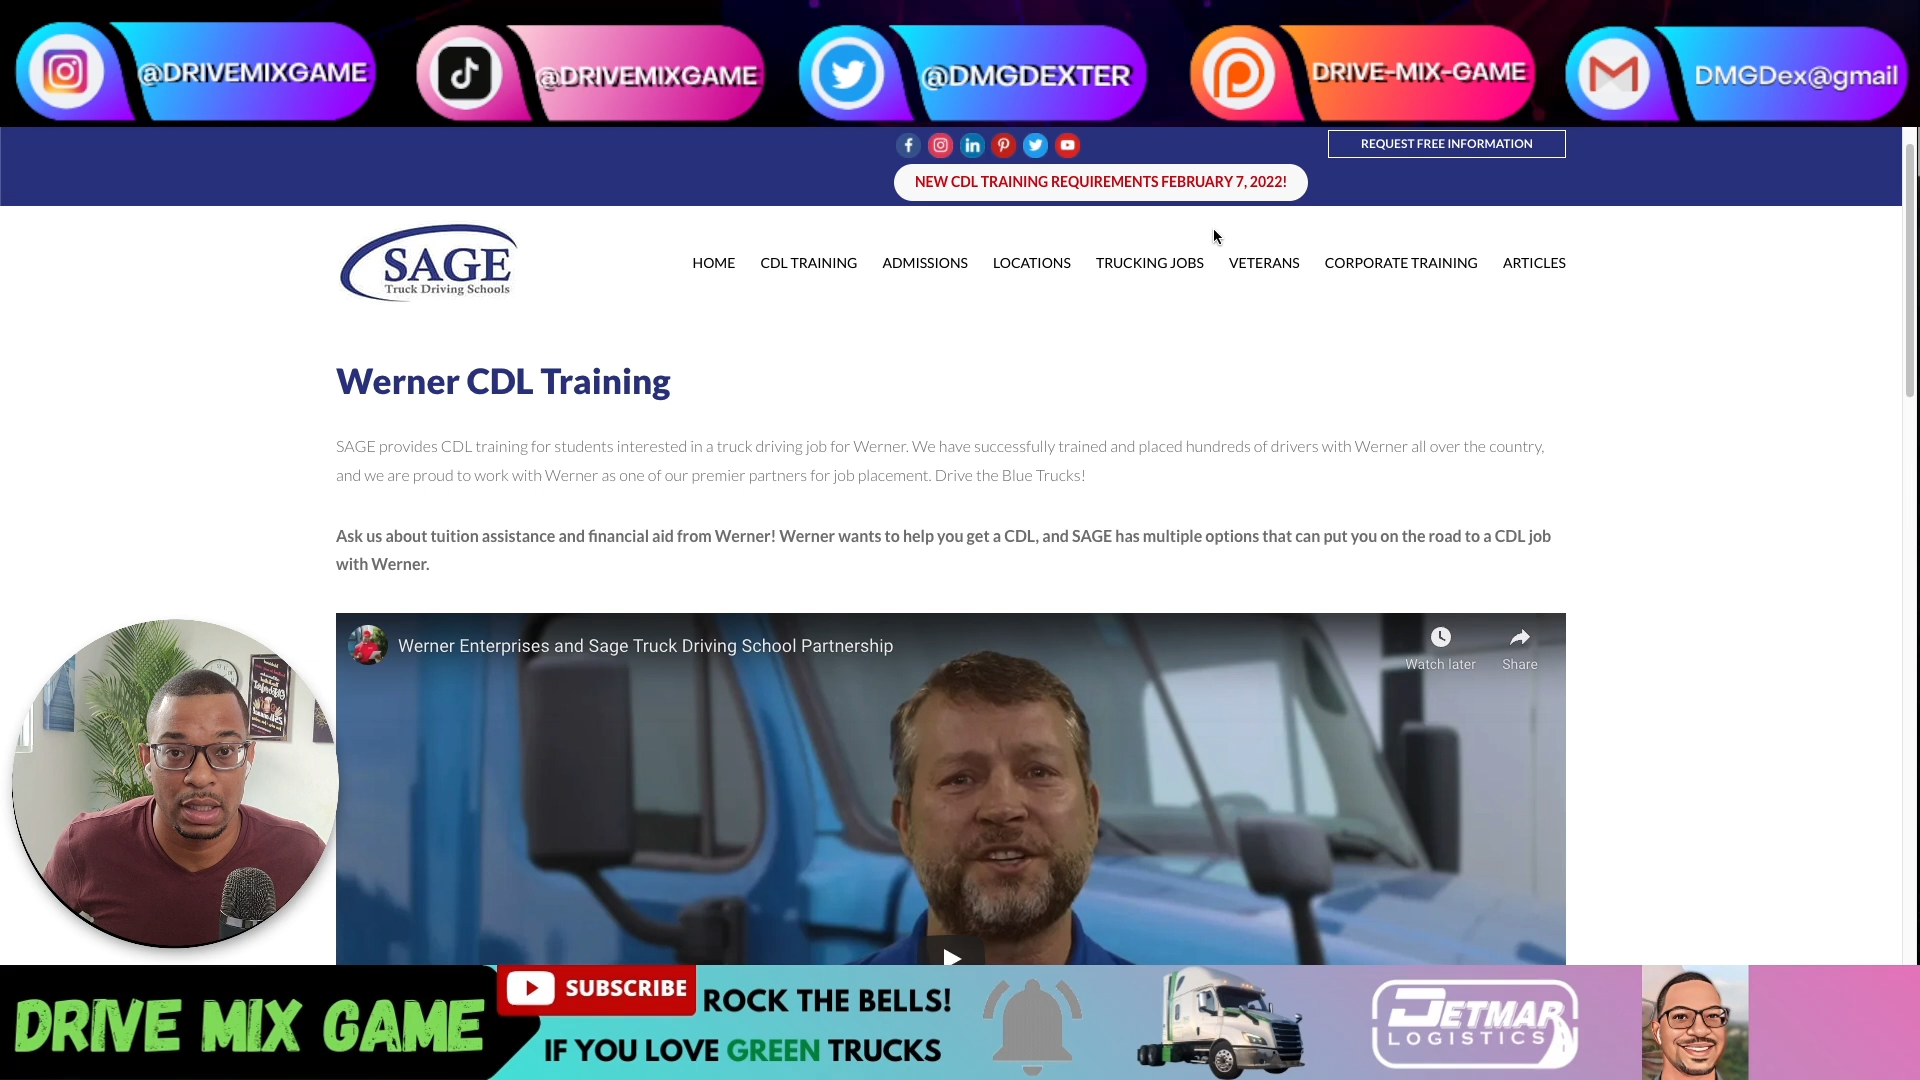 @DRIVEMIXGAME
@DRIVEMIXGAME
@DMGDEXTER
DRIVE-MIX-GAME
DMGDex@gmail
REQUEST FREE INFORMATION
NEW CDL TRAINING REQUIREMENTS FEBRUARY 7, 2022!
SAGE
Truck Driving Schools
HOME CDL TRAINING ADMISSIONS LOCATIONS TRUCKING JOBS VETERANS CORPORATE TRAINING ARTICLES
Werner CDL Training
SAGE provides CDL training for students interested in a truck driving job for Werner. We have successfully trained and placed hundreds of drivers with Werner all over the country,
and we are proud to work with Werner as one of our premier partners for job placement. Drive the Blue Trucks!
Ask us about tuition assistance and financial aid from Werner! Werner wants to help you get a CDL, and SAGE has multiple options that can put you on the road to a CDL job
with Werner.
Werner Enterprises and Sage Truck Driving School Partnership
Watch later
Share
DRIVE MIX GAME
SUBSCRIBE
ROCK THE BELLS!
IF YOU LOVE GREEN TRUCKS
JETMAR
LOGISTICS